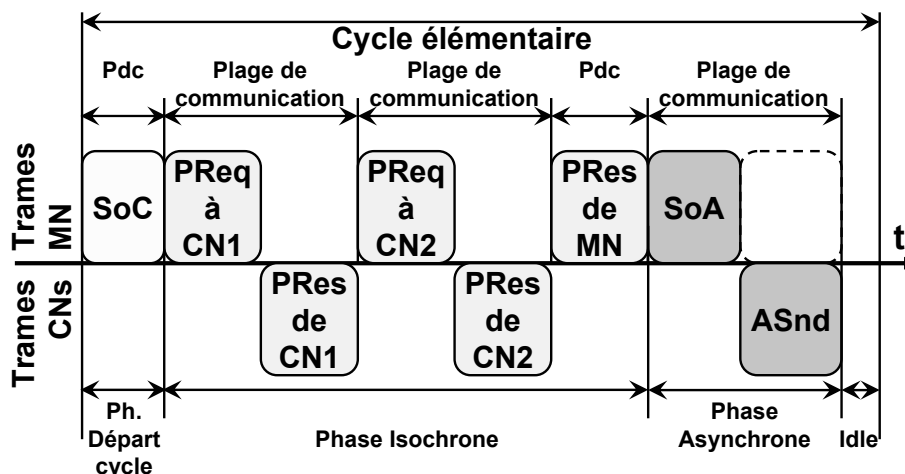 Cycle élémentaire
Pdc
Plage de
communication
Plage de
communication
Pdc
Plage de
communication
Trames
MN
SoC
PReq
à
CN1
PReq
à
CN2
PRes
de
MN
SoA
t
Trames
CNs
PRes
de
CN1
PRes
de
CN2
ASnd
Ph.
Départ
cycle
Phase Isochrone
Phase
Asynchrone
Idle